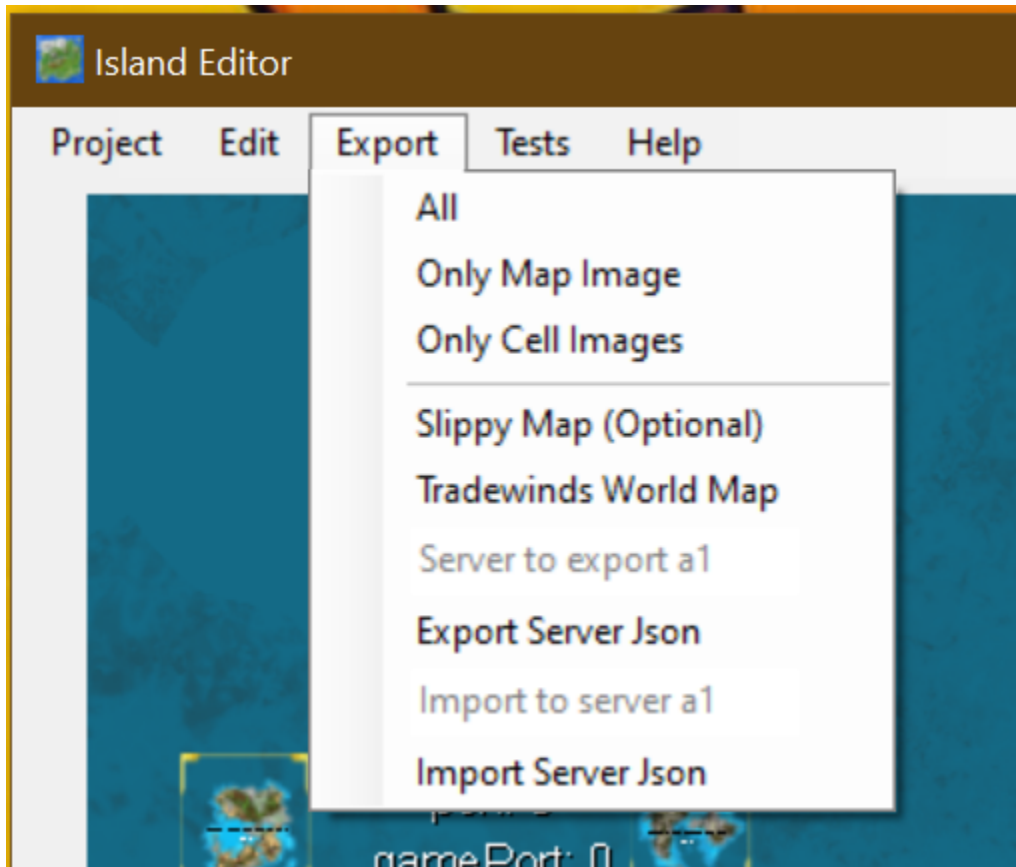 Island Editor
Project Edit Export Tests Help
All
Only Map Image
Only Cell Images
Slippy Map (Optional)
Tradewinds World Map
Server to export a1
Export Server Json
Import to server a1
Import Server Json
gamePort: 0